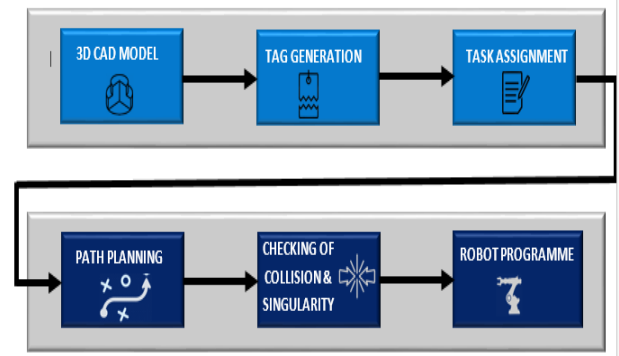 3D CAD MODEL
TAG GENERATION
TASK ASSIGNMENT
PATH PLANNING
CHECKING OF
COLLISION &
SINGULARITY
ROBOT PROGRAMME